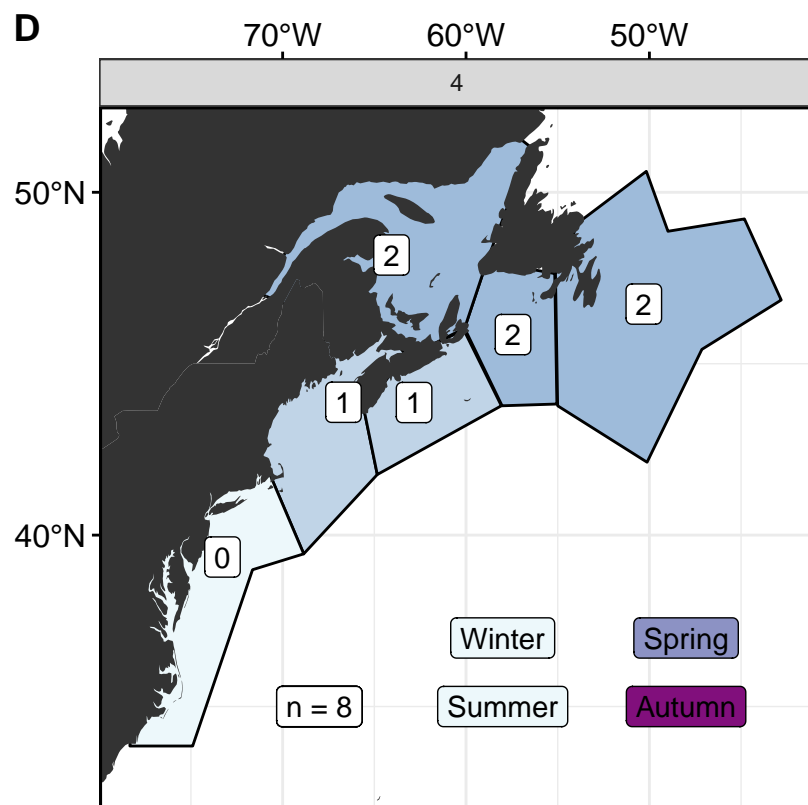 D
70°W 60°W 50°W
4
50°N
2
2
2
1 1
40°N
0
Winter Spring
n = 8 Summer Autumn